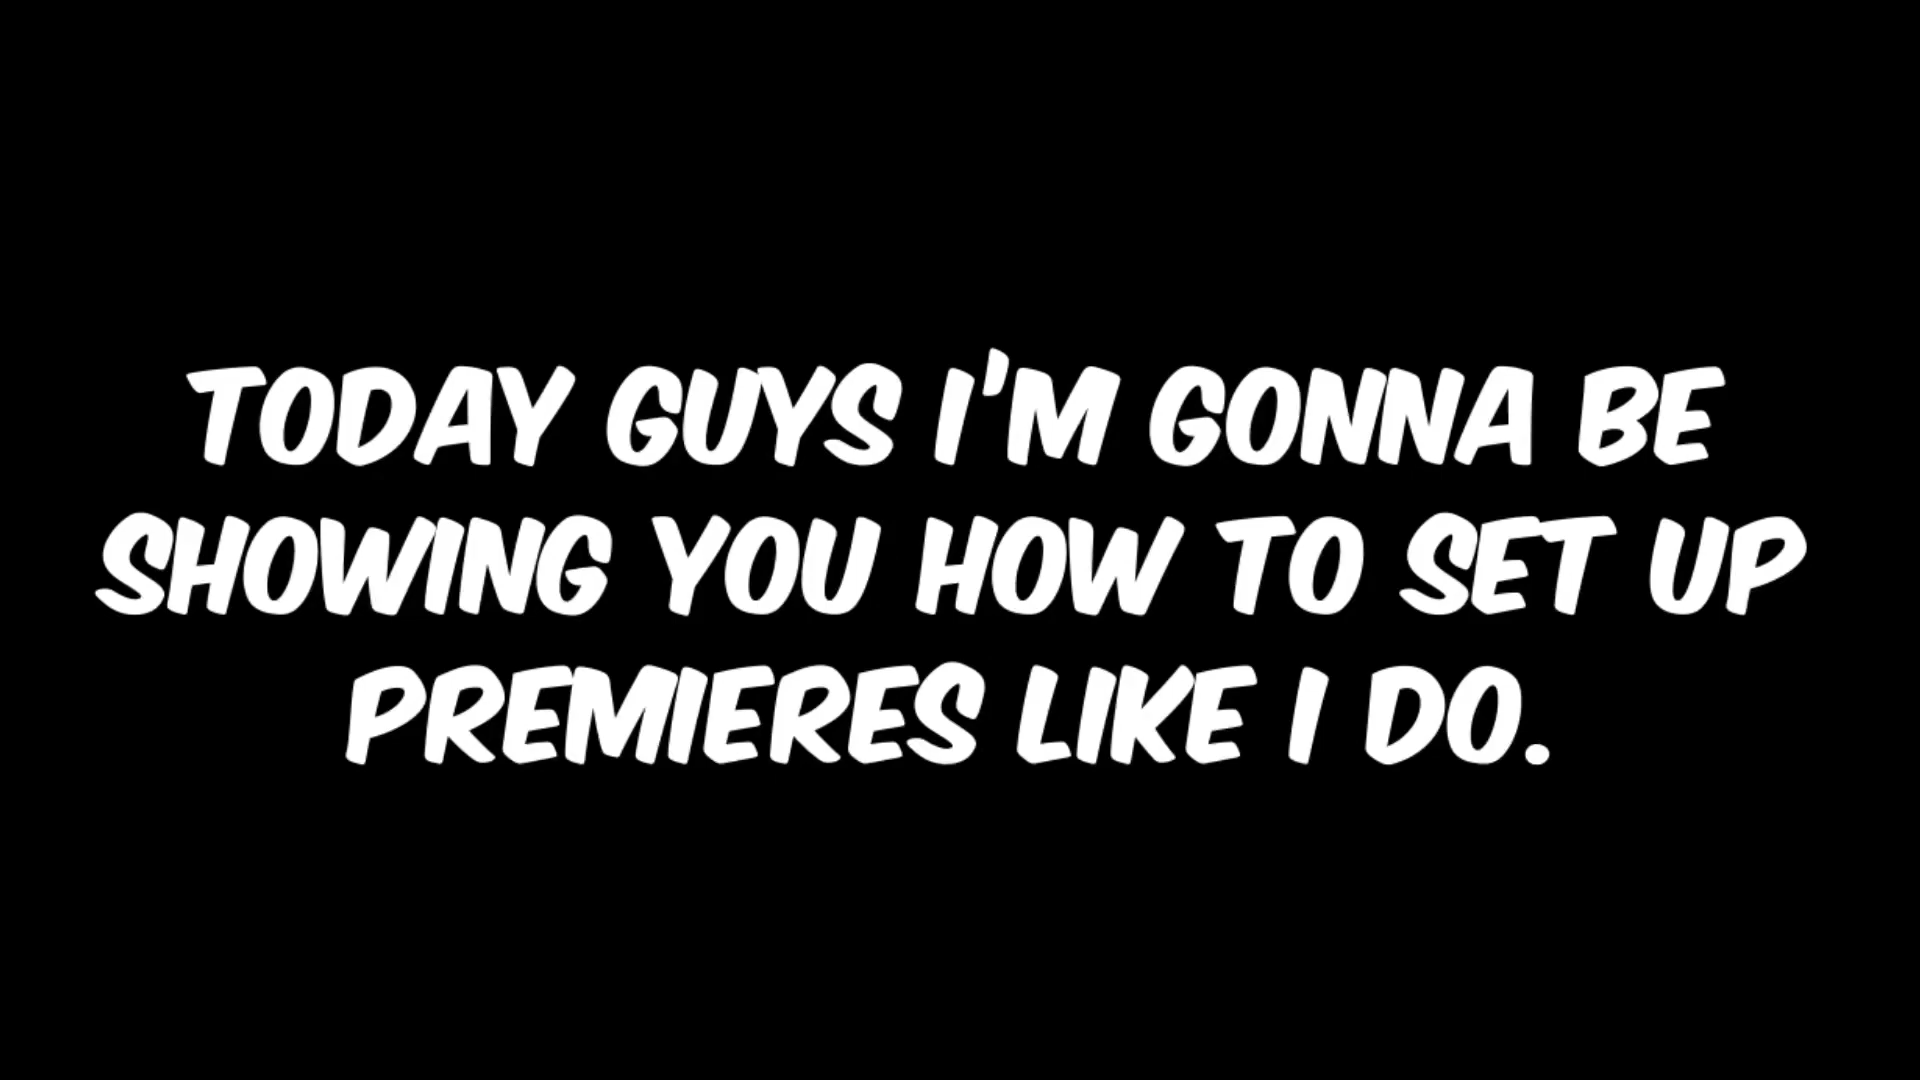 TODAY GUYS I'M GONNA BE
SHOWING YOU HOW TO SET UP
PREMIERES LIKE I DO.